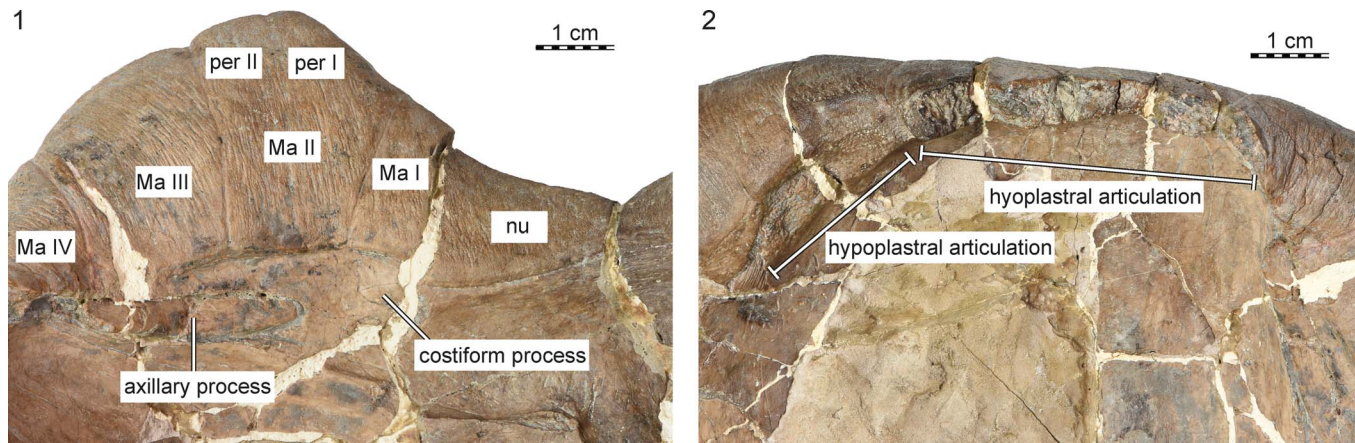 1
1 cm
per II
per I
Ma II
Ma I
Ma III
nu
Ma IV
costiform process
axillary process
2
1 cm
hyoplastral articulation
hypoplastral articulation